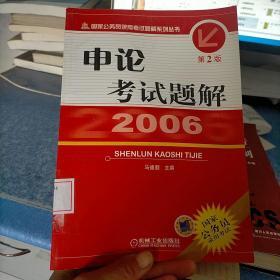 国家公务员录用考试题解系列丛书
第2版
申论
考试题解
2006
SHENLUN KAOSHI TIJIE
主编
国家
公务员
机械工业出版社